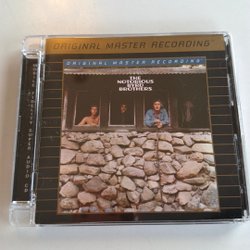 ORIGINAL MASTER RECORDING
ORIGINAL MASTER RECORDING
THE
NOTORIOUS
BYRD
BROTHERS